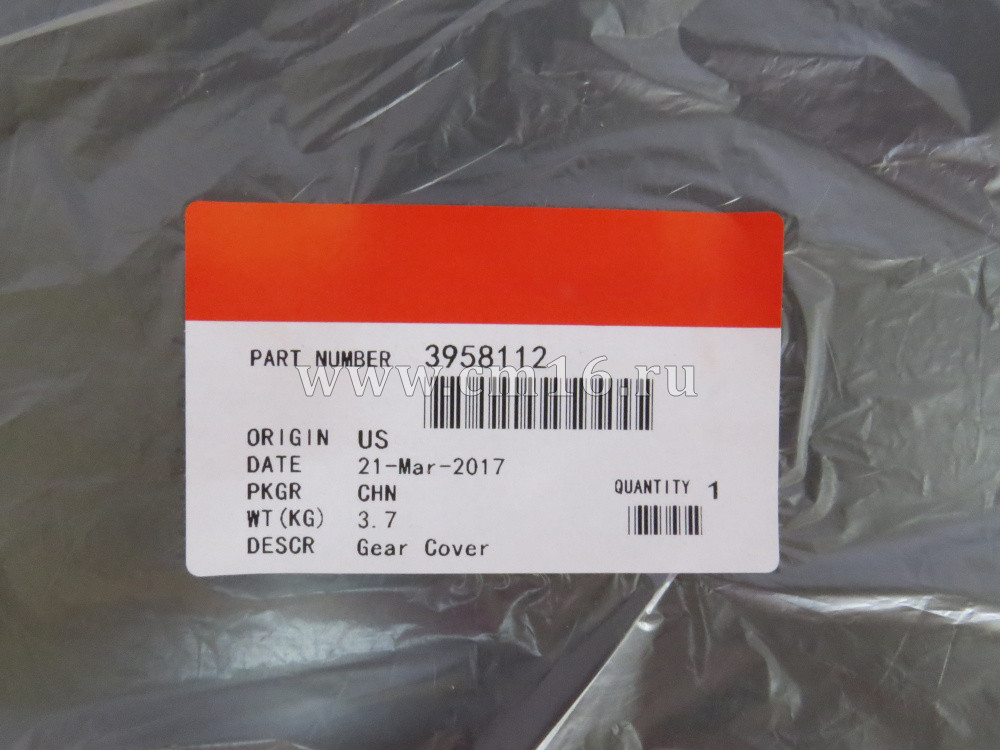 PART NUMBER 3958112
www.cm16.ru
ORIGIN US
DATE 21-Mar-2017
PKGR CHN
QUANTITY 1
WT(KG) 3.7
DESCR Gear Cover